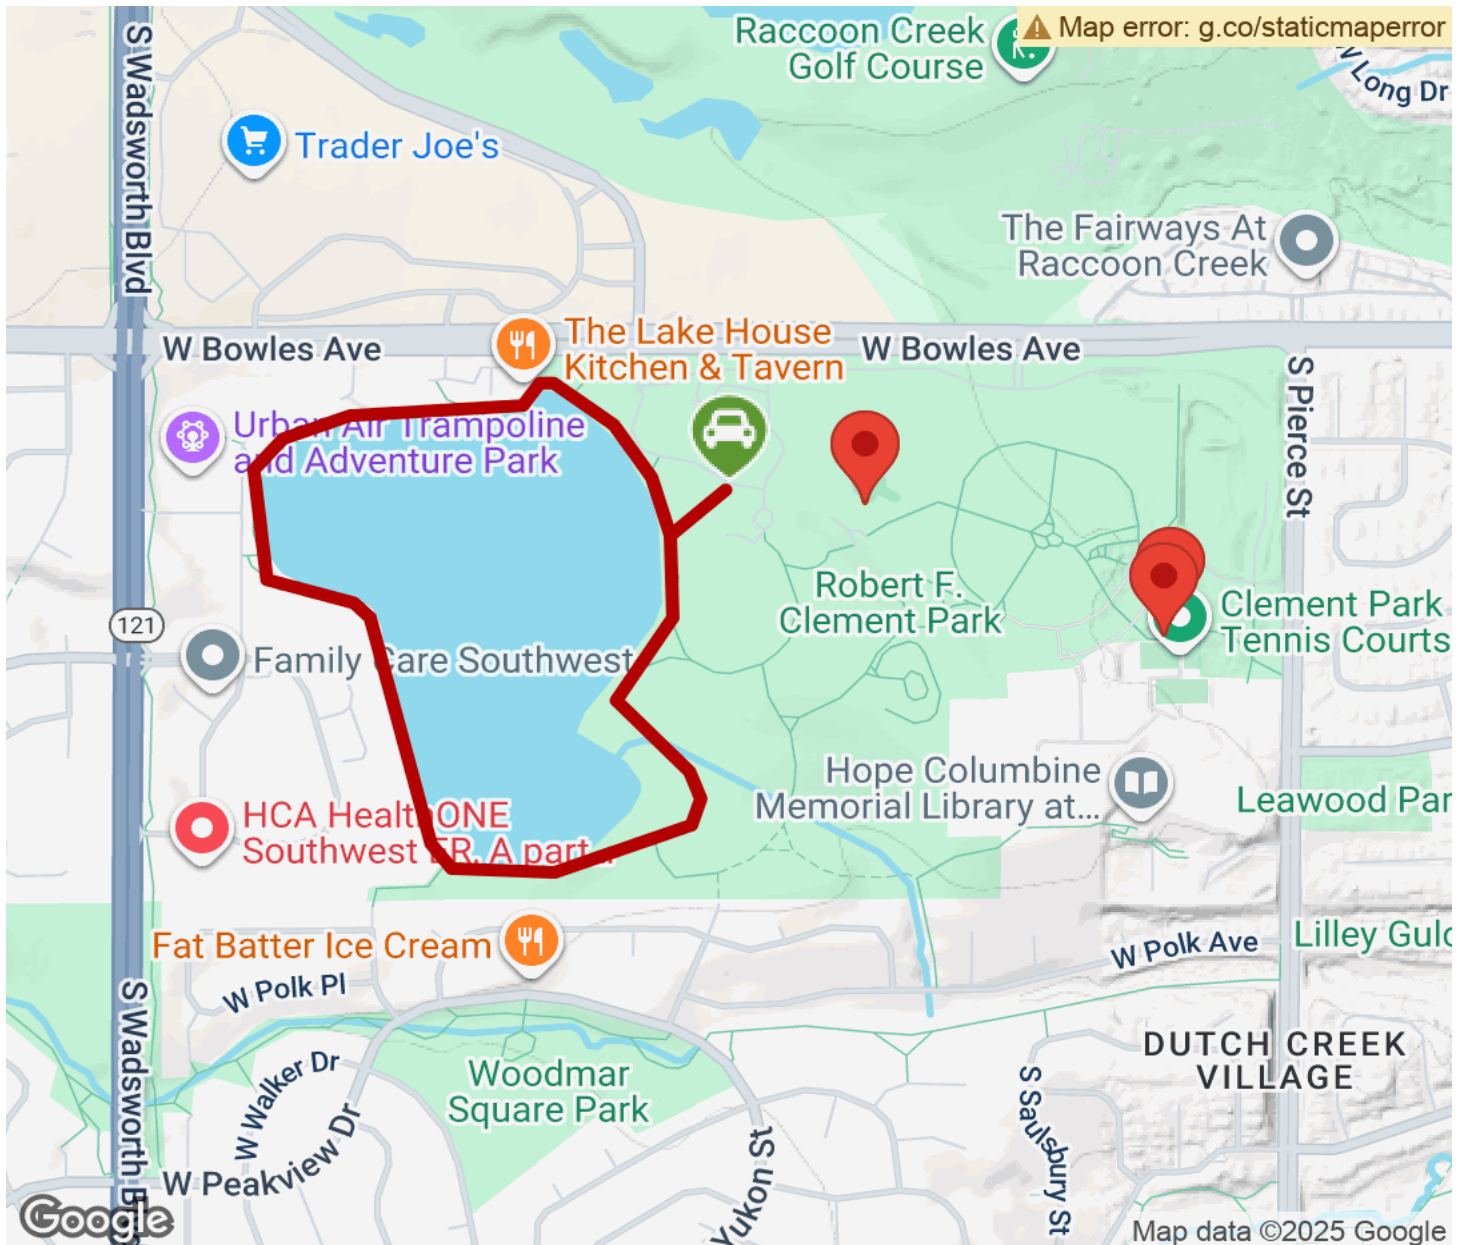 Map error: g.co/staticmaperror
Raccoon Creek
Golf Course
W Long Dr
S Wadsworth Blvd
Trader Joe's
The Fairways At
Raccoon Creek
W Bowles Ave
The Lake House
Kitchen & Tavern
W Bowles Ave
S Pierce St
Urban Air Trampoline
and Adventure Park
Robert F.
Clement Park
Clement Park
Tennis Courts
121
Family Care Southwest
Hope Columbine
Memorial Library at...
Leawood Par
HCA HealthONE
Southwest ER, A part
Fat Batter Ice Cream
W Polk Ave
Lilley Gulc
W Polk Pl
S Wadsworth B
DUTCH CREEK
VILLAGE
W Walker Dr
Woodmar
Square Park
S Saulsbury St
W Peakview Dr
Yukon St
Google
Map data ©2025 Google